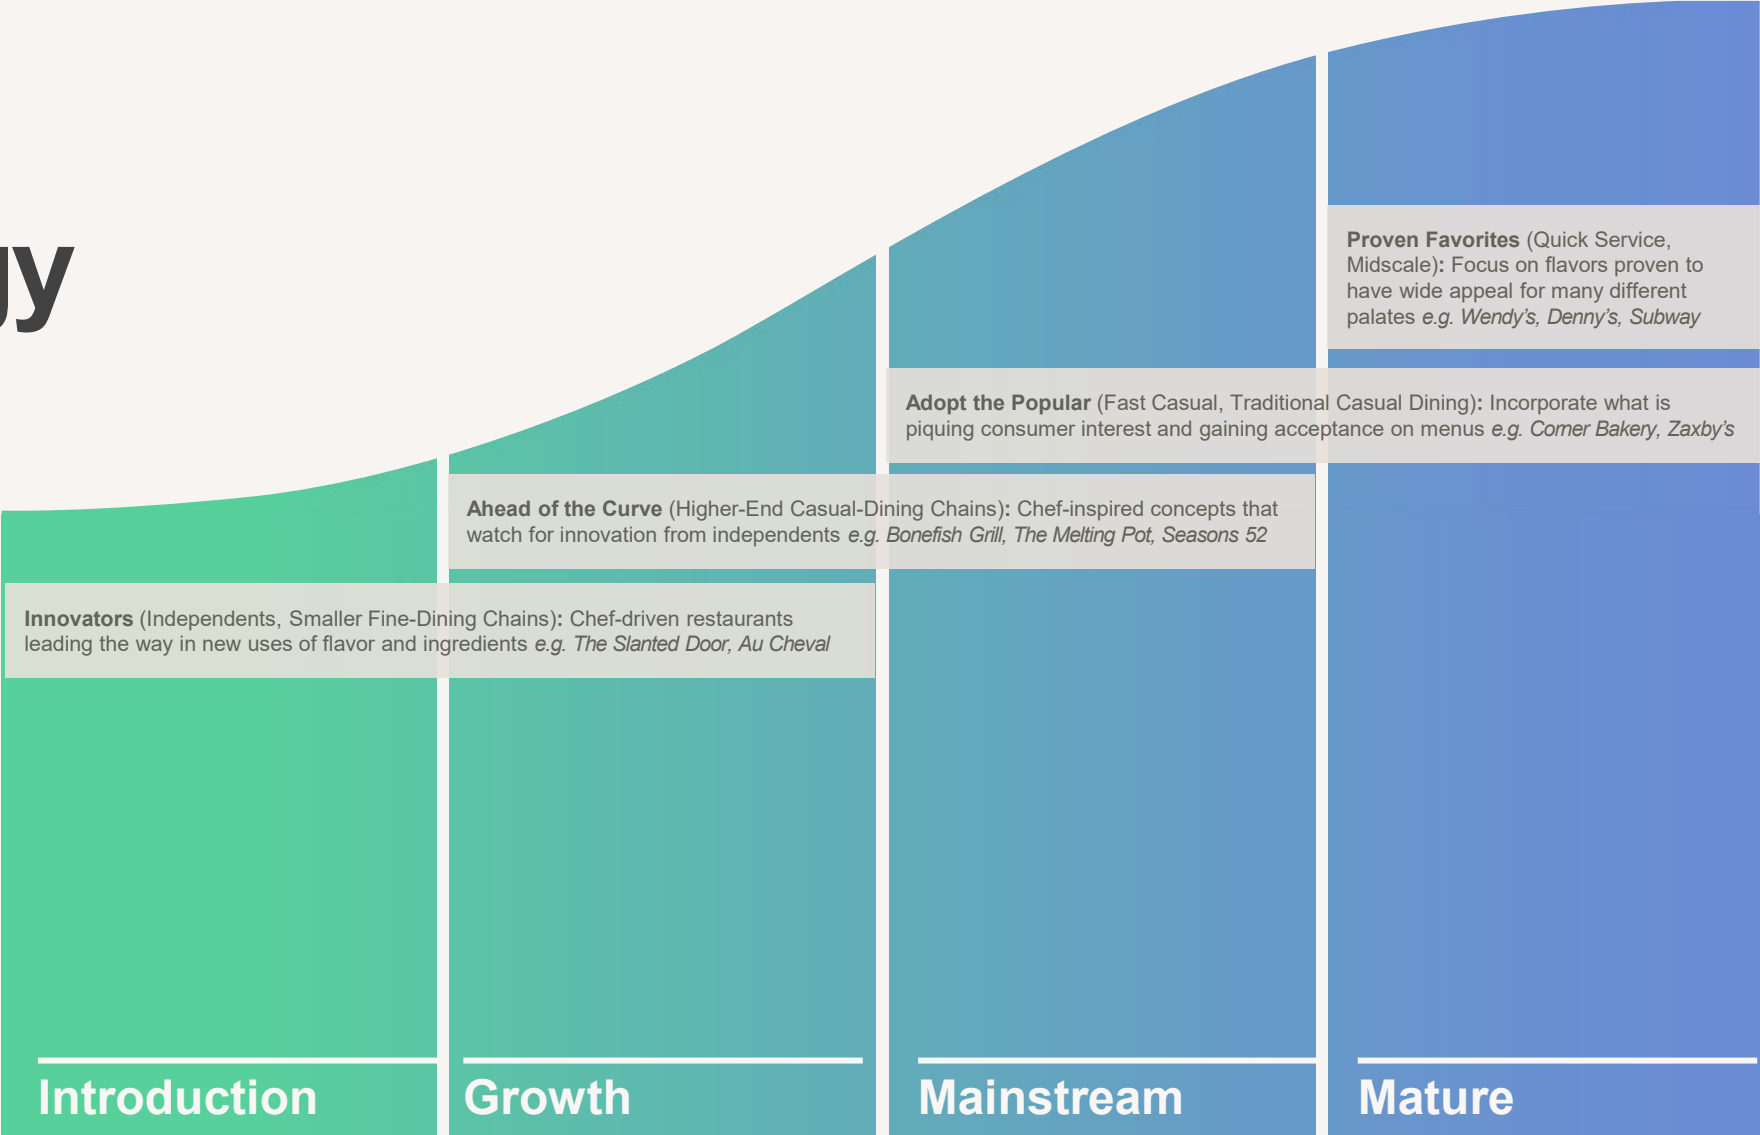 gy
Proven Favorites (Quick Service,
Midscale): Focus on flavors proven to
have wide appeal for many different
palates e.g. Wendy’s, Denny’s, Subway
Adopt the Popular (Fast Casual, Traditional Casual Dining): Incorporate what is
piquing consumer interest and gaining acceptance on menus e.g. Corner Bakery, Zaxby’s
Ahead of the Curve (Higher-End Casual-Dining Chains): Chef-inspired concepts that
watch for innovation from independents e.g. Bonefish Grill, The Melting Pot, Seasons 52
Innovators (Independents, Smaller Fine-Dining Chains): Chef-driven restaurants
leading the way in new uses of flavor and ingredients e.g. The Slanted Door, Au Cheval
Introduction
Growth
Mainstream
Mature